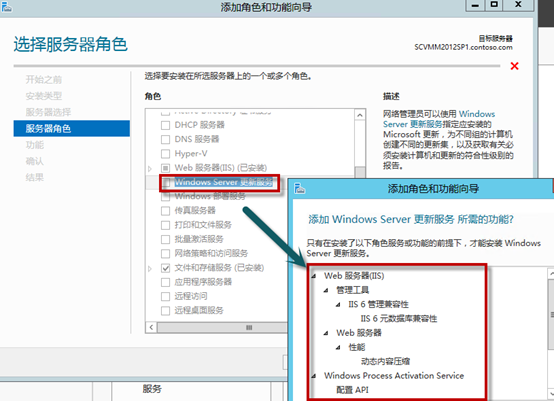 添加角色和功能向导
选择服务器角色
目标服务器
SCVMM2012SP1.contoso.com
开始之前
安装类型
服务器选择
服务器角色
功能
确认
结果
选择要安装在所选服务器上的一个或多个角色。
角色
DHCP 服务器
DNS 服务器
Hyper-V
Web 服务器(IIS) (已安装)
Windows Server 更新服务
Windows 部署服务
传真服务器
打印和文件服务
批量激活服务
网络策略和访问服务
文件和存储服务 (已安装)
应用程序服务器
远程访问
远程桌面服务
描述
网络管理员可以使用 Windows
Server 更新服务指定应安装的
Microsoft 更新，为不同组的计算机
创建不同的更新集，以及获取有关必
须安装计算机和更新的符合性级别的
报告。
添加角色和功能向导
添加 Windows Server 更新服务 所需的功能?
只有在安装了以下角色服务或功能的前提下，才能安装 Windows
Server 更新服务。
Web 服务器(IIS)
管理工具
IIS 6 管理兼容性
IIS 6 元数据库兼容性
Web 服务器
性能
动态内容压缩
Windows Process Activation Service
配置 API
服务